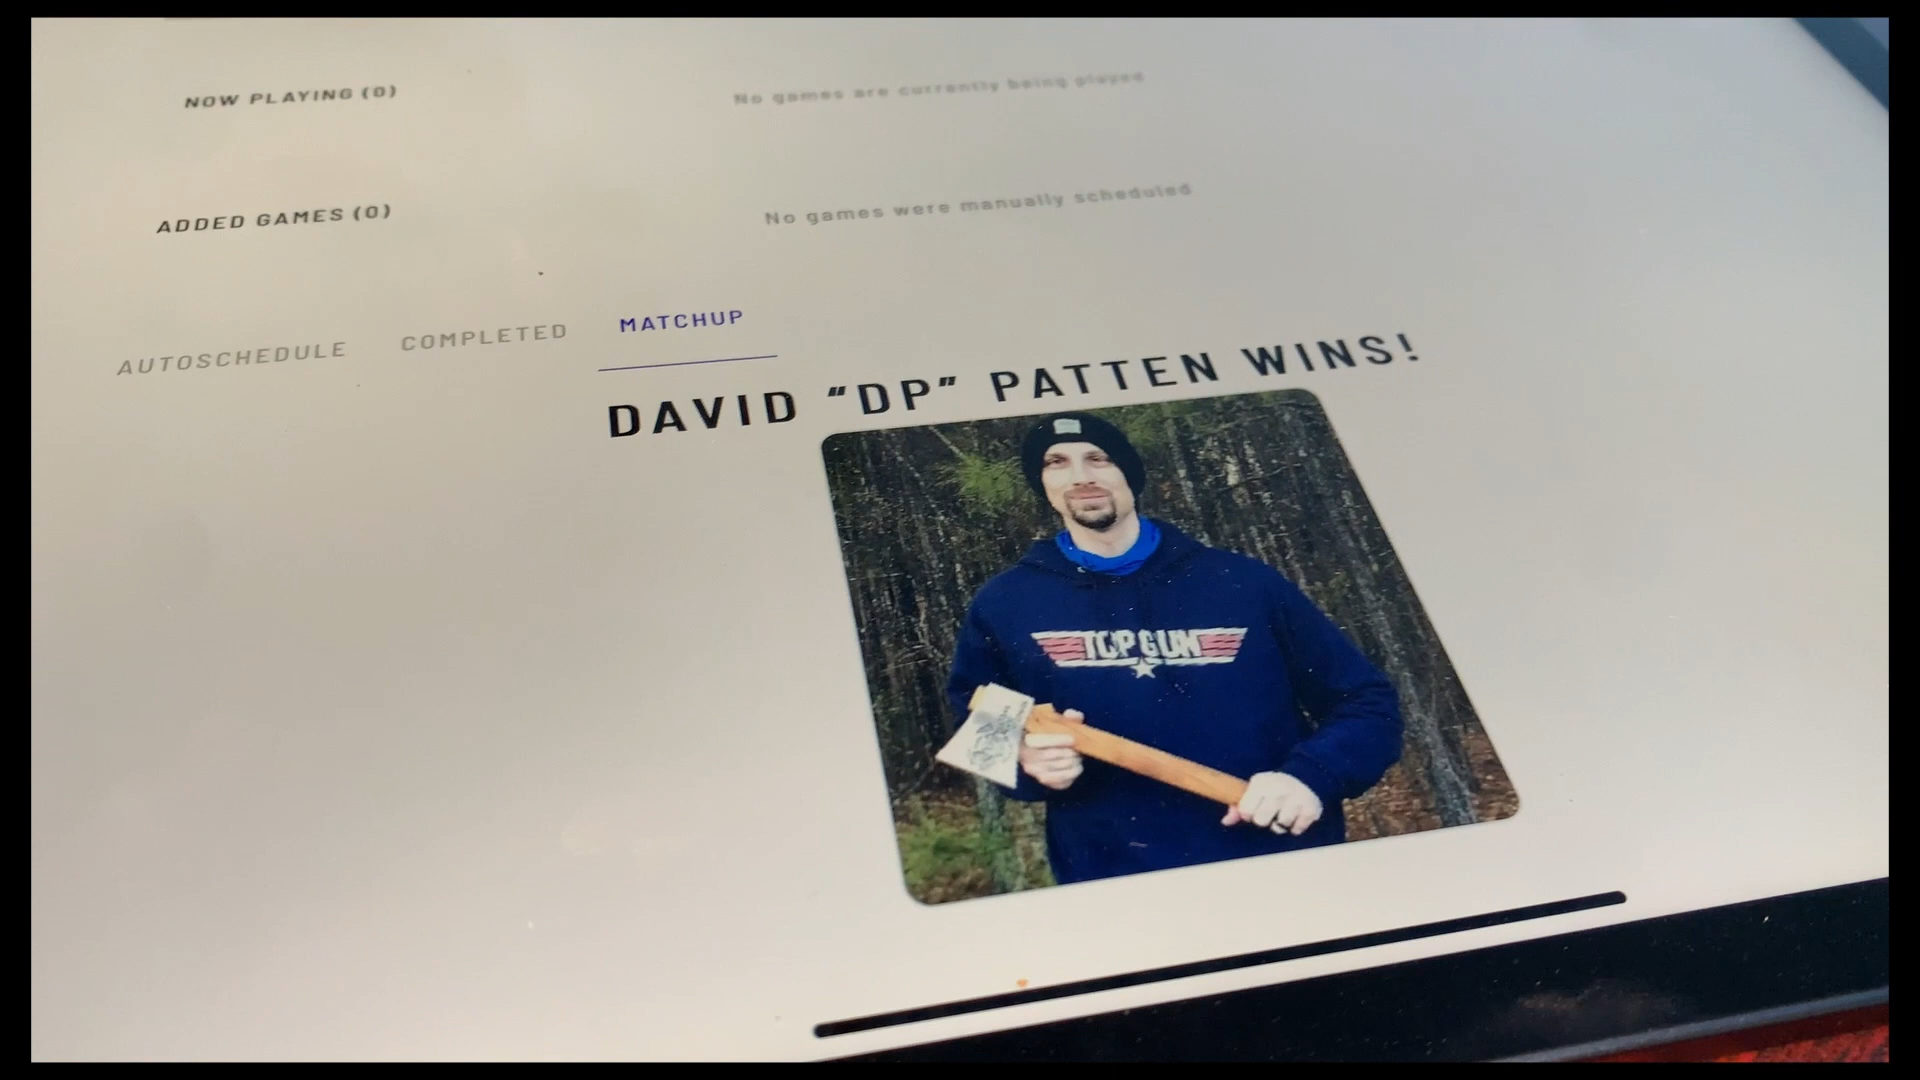 NOW PLAYING (0)
No games are currently being played
ADDED GAMES (0)
No games were manually scheduled
AUTOSCHEDULE
COMPLETED
MATCHUP
DAVID "DP" PATTEN WINS!
TOP GUN